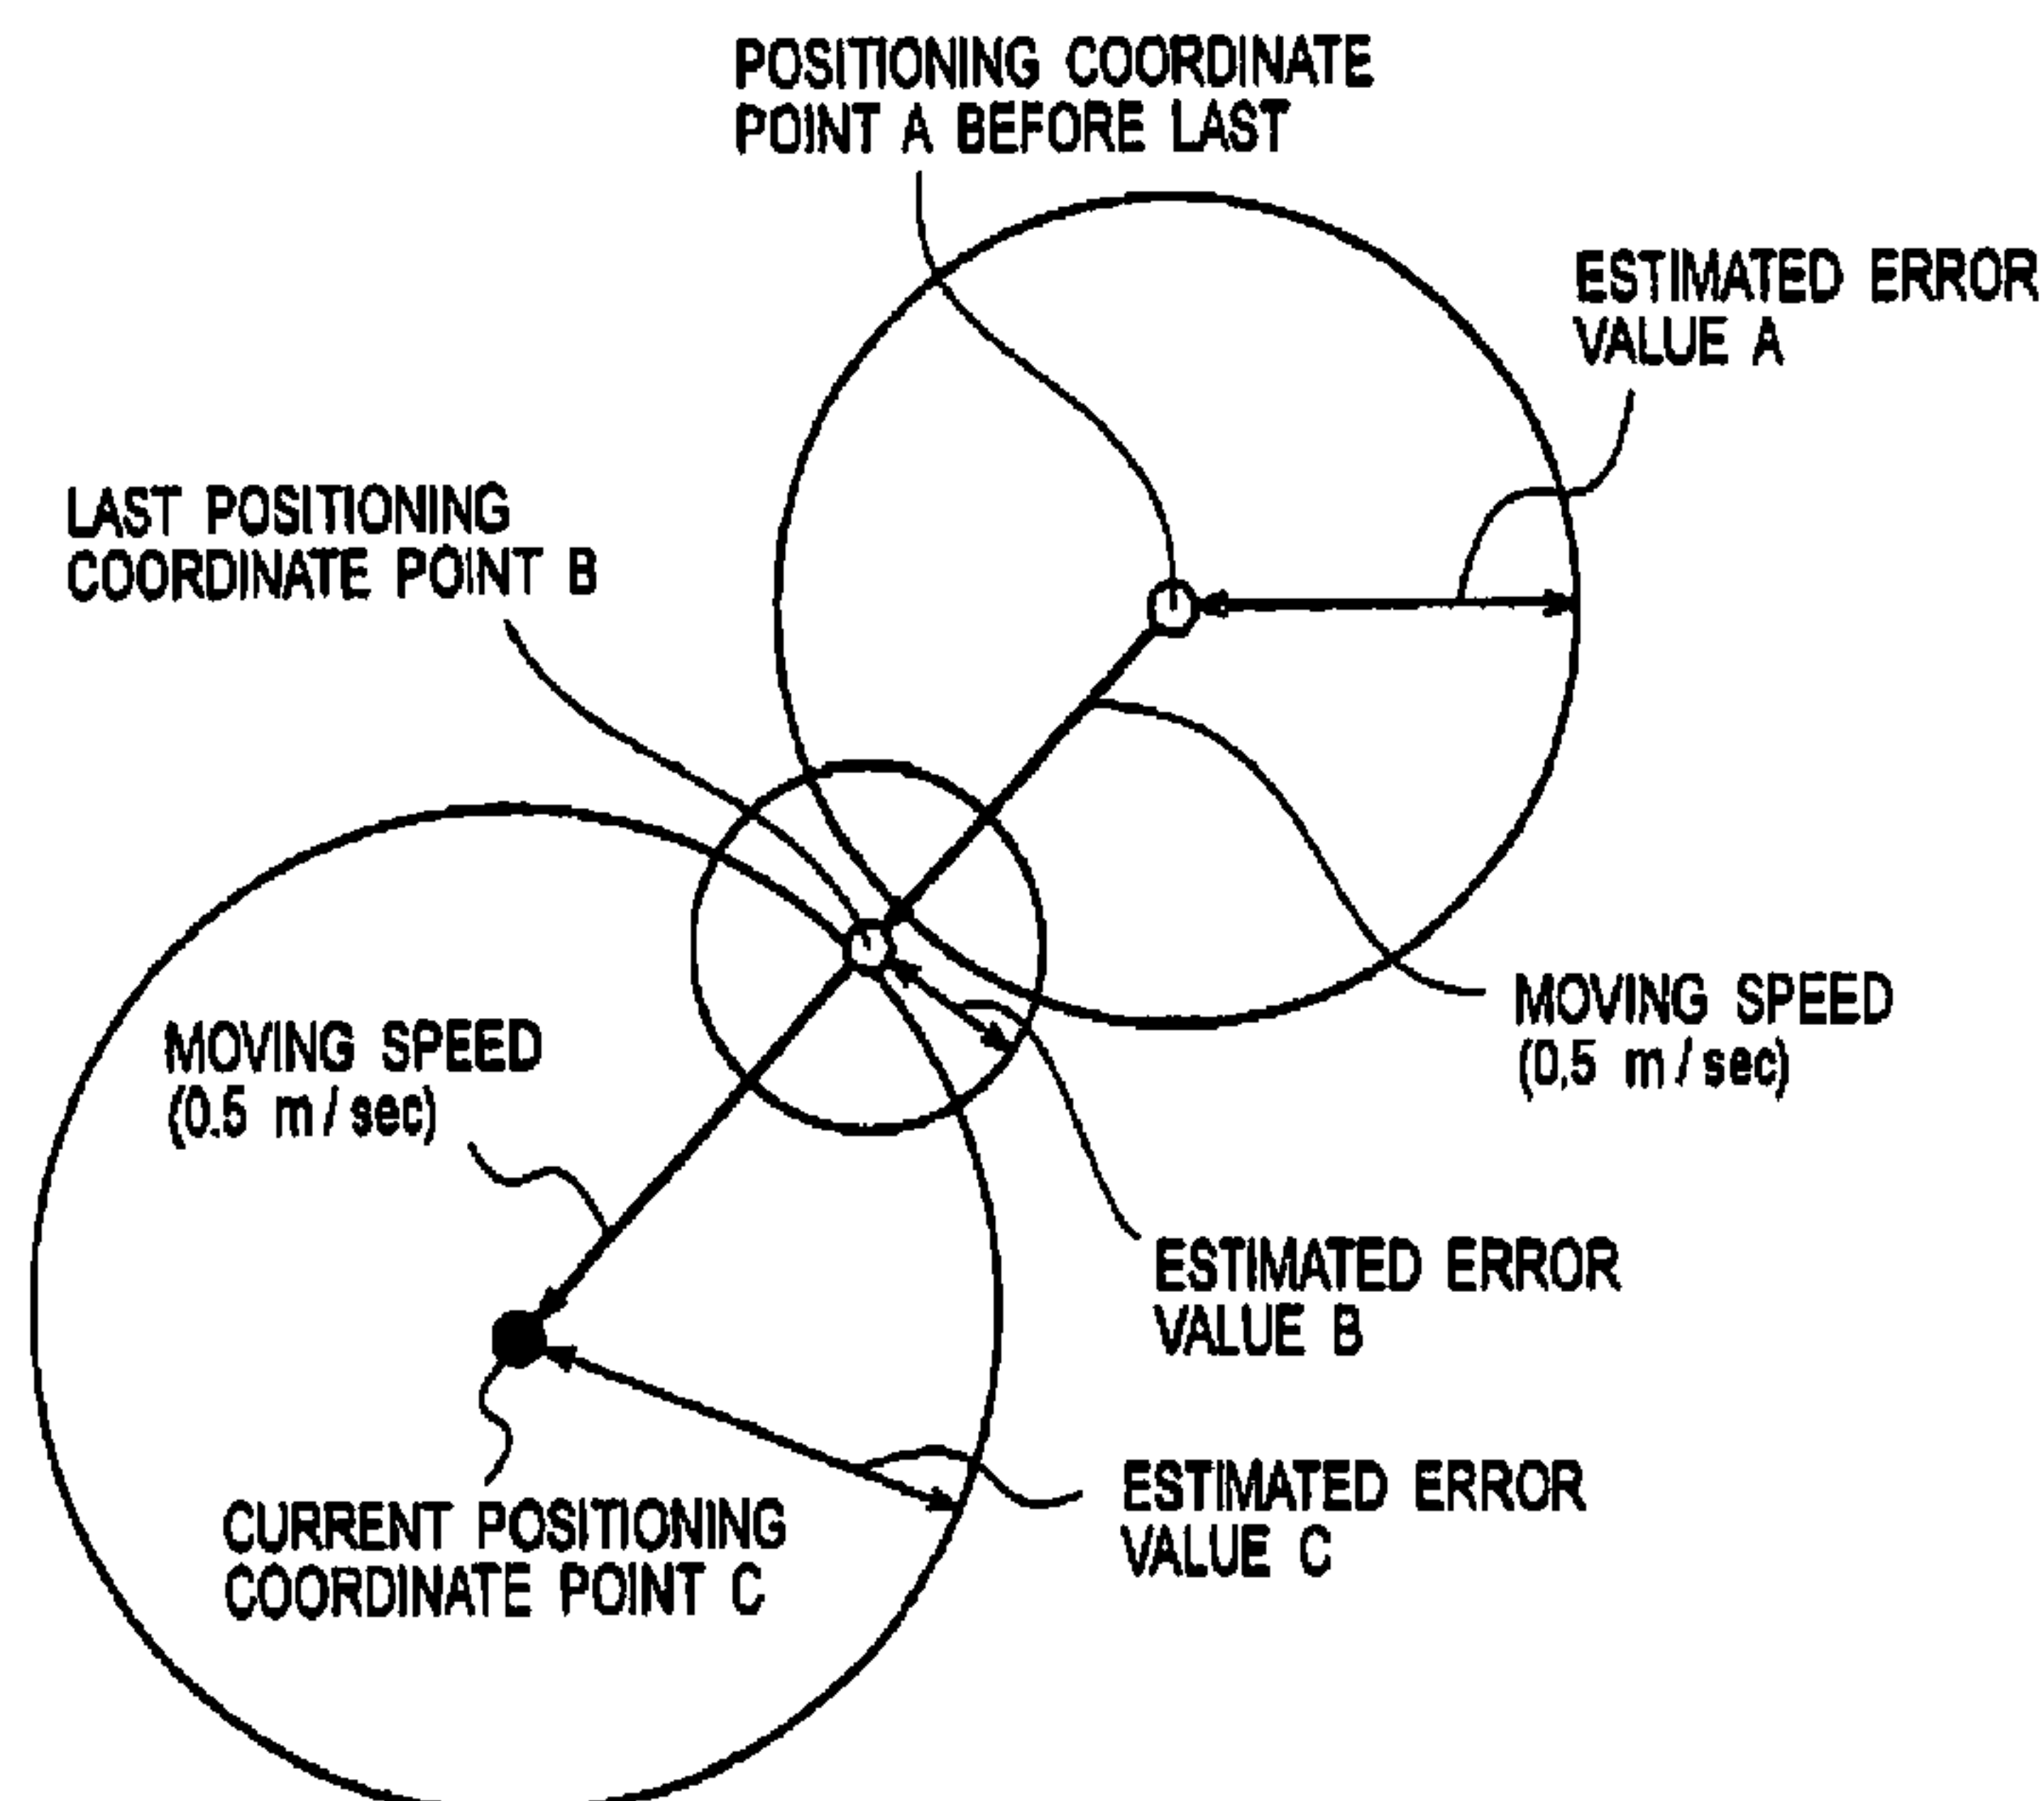 POSITIONING COORDINATE
POINT A BEFORE LAST
ESTIMATED ERROR
VALUE A
LAST POSITIONING
COORDINATE POINT B
MOVING SPEED
(0.5 m/sec)
MOVING SPEED
(0.5 m/sec)
ESTIMATED ERROR
VALUE B
ESTIMATED ERROR
VALUE C
CURRENT POSITIONING
COORDINATE POINT C